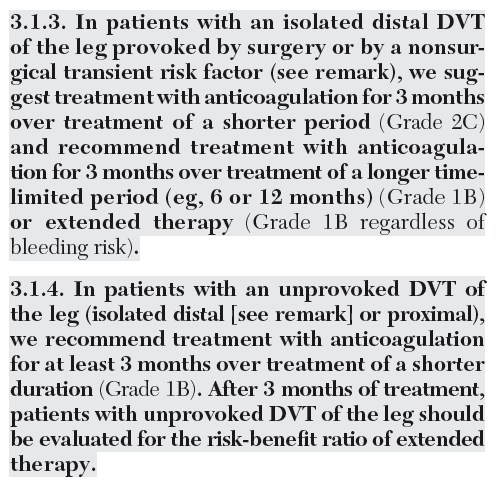 3.1.3. In patients with an isolated distal DVT
of the leg provoked by surgery or by a nonsur-
gical transient risk factor (see remark), we sug-
gest treatment with anticoagulation for 3 months
over treatment of a shorter period (Grade 2C)
and recommend treatment with anticoagula-
tion for 3 months over treatment of a longer time-
limited period (eg, 6 or 12 months) (Grade 1B)
or extended therapy (Grade 1B regardless of
bleeding risk).
3.1.4. In patients with an unprovoked DVT of
the leg (isolated distal [see remark] or proximal),
we recommend treatment with anticoagulation
for at least 3 months over treatment of a shorter
duration (Grade 1B). After 3 months of treatment,
patients with unprovoked DVT of the leg should
be evaluated for the risk-benefit ratio of extended
therapy.